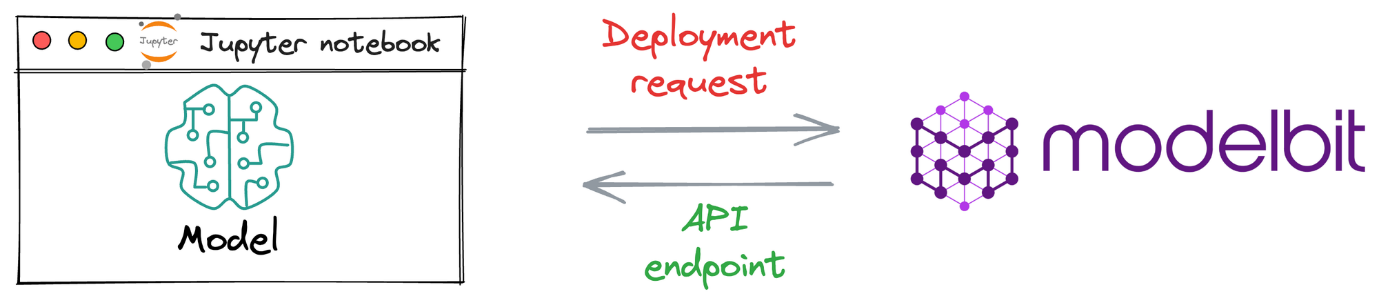 Jupyter
Jupyter notebook
Model
Deployment
request
API
endpoint
modelbit